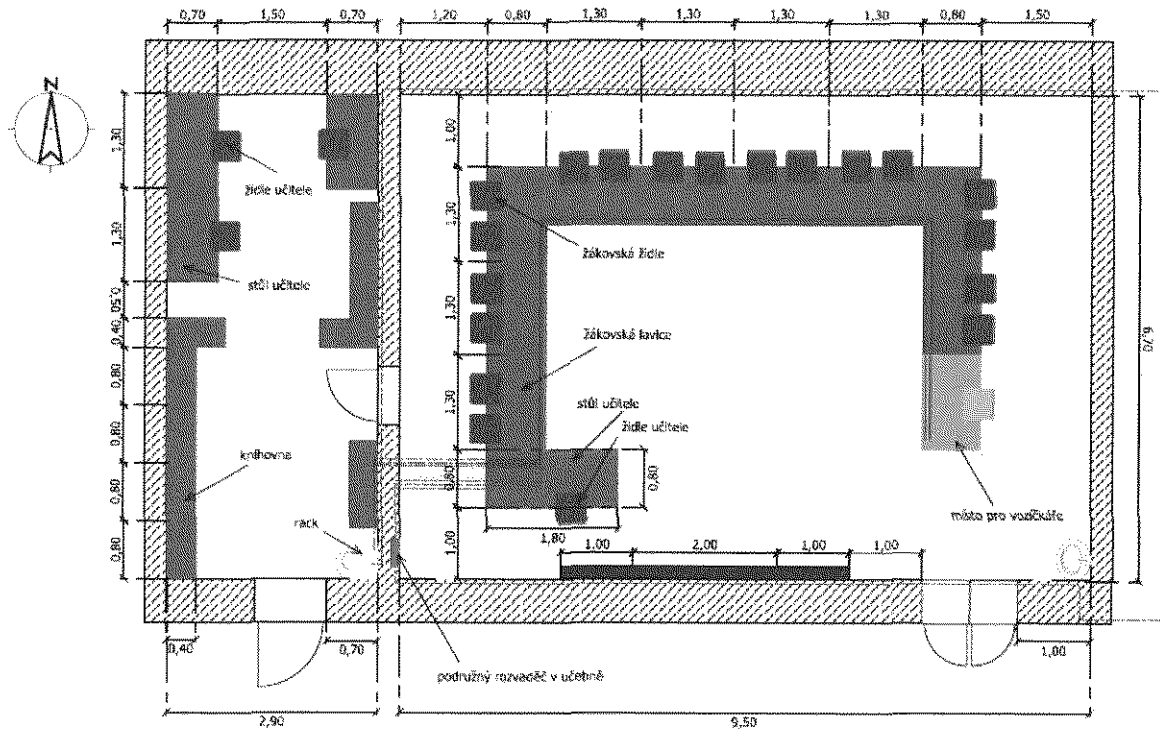 0,70 1,50 0,70 1,20 0,80 1,30 1,30 1,30 1,30 0,80 1,50
N
1,30
1,00
židle učitele
6,70
1,30
1,30
žákovská židle
stůl učitele
0,50
1,30
0,40
žákovská lavice
0,80
1,30
stůl učitele
židle učitele
0,80
knihovna
0,80
0,80
0,80
místo pro vozíčkáře
rack
1,80
0,80
1,00
1,00 2,00 1,00 1,00
0,40 0,70
1,00
podružný rozvaděč v učebně
2,90
9,50